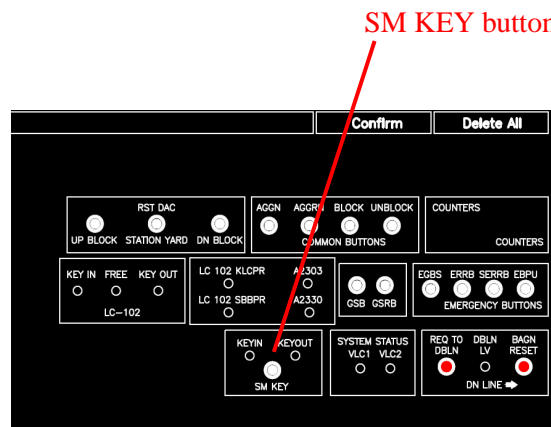 SM KEY button
Confirm Delete All
RST DAC
UP BLOCK STATION YARD DN BLOCK
AGGN AGGRN BLOCK UNBLOCK
COMMON BUTTONS
COUNTERS
COUNTERS
KEY IN FREE KEY OUT
LC-102
LC 102 KLCPR A2303
LC 102 SBBPR A2330
GSB GSRB
EGBS ERRB SERRB EBPU
EMERGENCY BUTTONS
KEYIN KEYOUT
SM KEY
SYSTEM STATUS
VLC1 VLC2
REQ TO DBLN BAGN
DBLN LV RESET
DN LINE